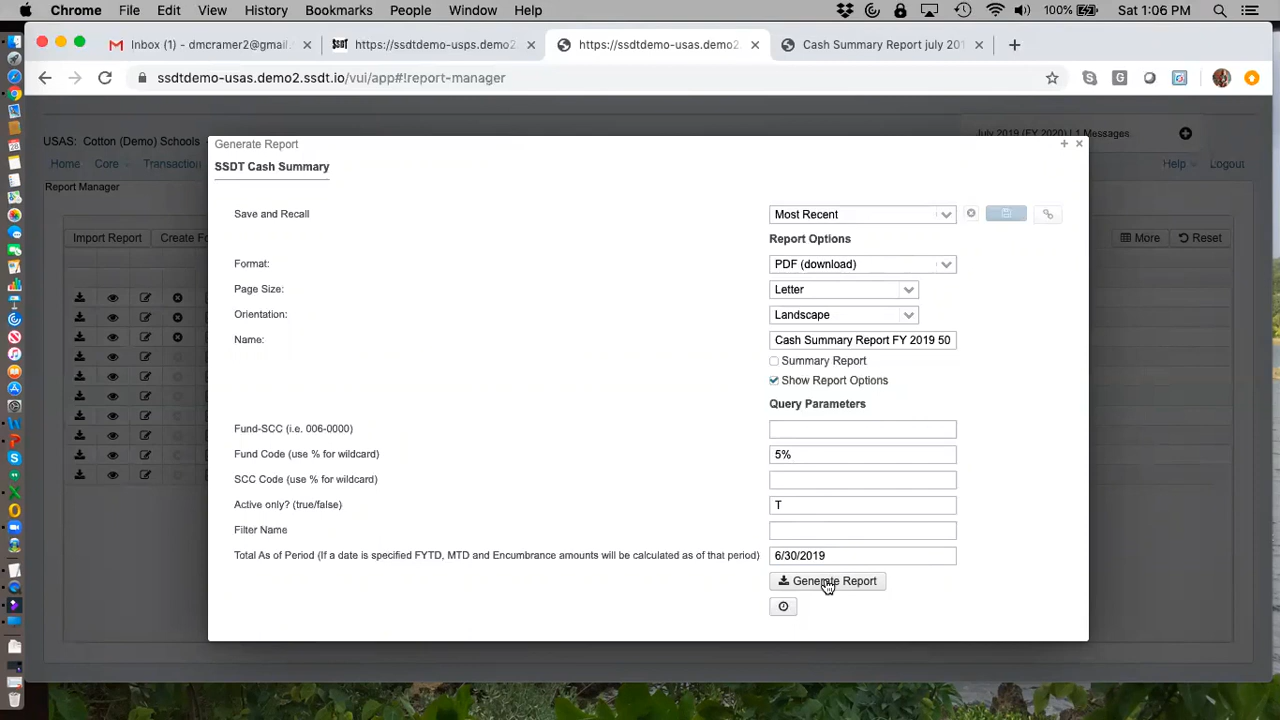 Chrome File Edit View History Bookmarks People Window Help 100% Sat 1:06 PM
Inbox (1) - dmcramer2@gmail. https://ssdtdemo-usps.demo2. https://ssdtdemo-usas.demo2. Cash Summary Report july 201
ssdtdemo-usas.demo2.ssdt.io/vui/app#!report-manager
USAS: Cotton (Demo) Schools July 2019 (FY 2020) | 1 Messages
Home Core Transaction Help Logout
Report Manager
Import Report Create Fo More Reset
Generate Report
SSDT Cash Summary
Save and Recall Most Recent
Report Options
Format: PDF (download)
Page Size: Letter
Orientation: Landscape
Name: Cash Summary Report FY 2019 50
Summary Report
Show Report Options
Query Parameters
Fund-SCC (i.e. 006-0000)
Fund Code (use % for wildcard) 5%
SCC Code (use % for wildcard)
Active only? (true/false) T
Filter Name
Total As of Period (If a date is specified FYTD, MTD and Encumbrance amounts will be calculated as of that period) 6/30/2019
Generate Report